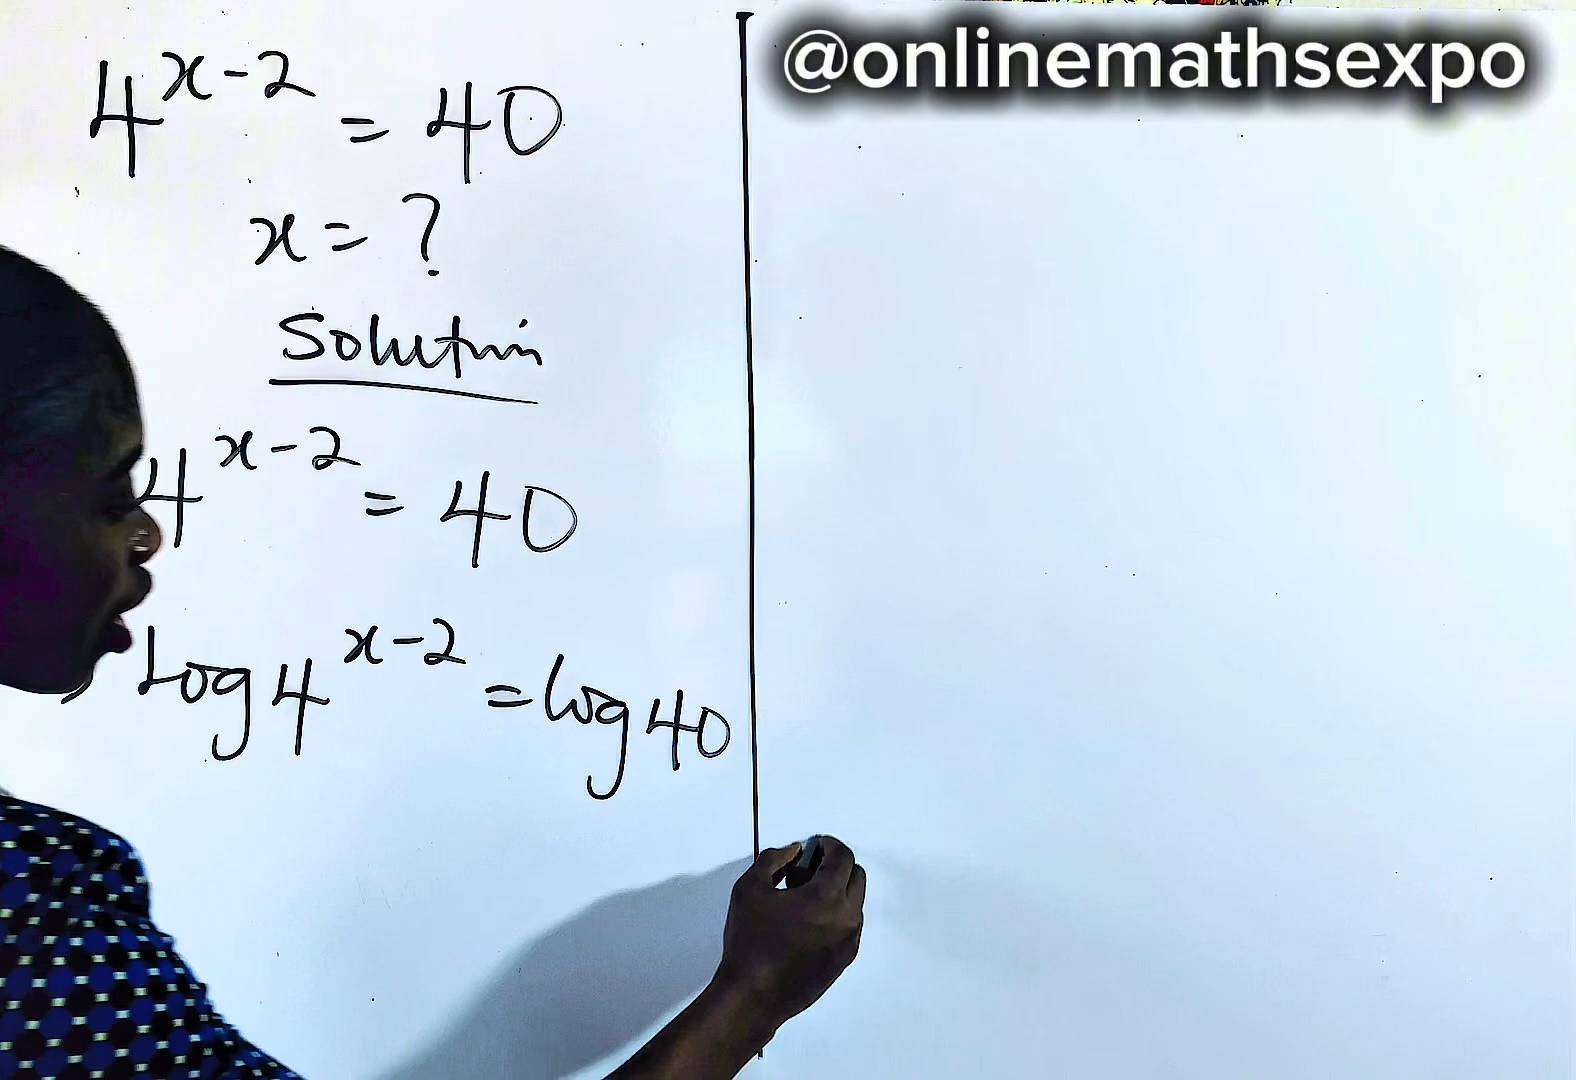 4^{x-2} = 40
x = ?
Solution
4^{x-2} = 40
Log 4^{x-2} = log 40
@onlinemathsexpo